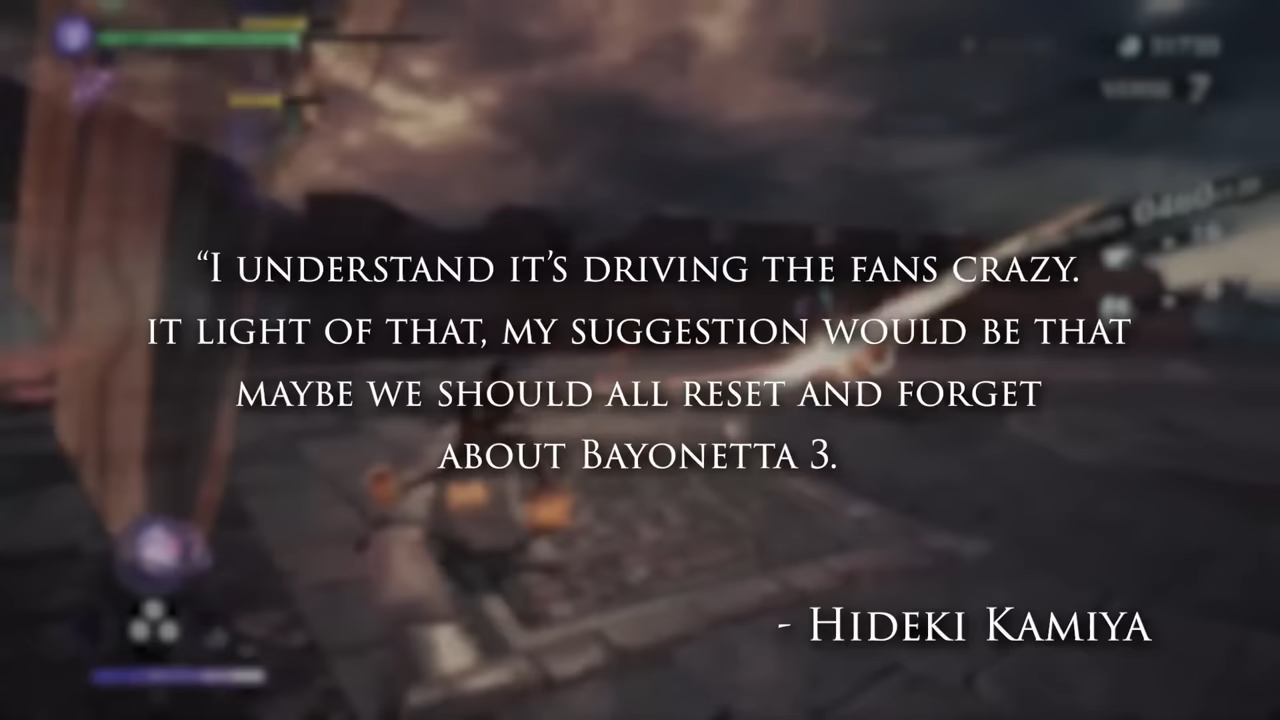 “I understand it’s driving the fans crazy.
it light of that, my suggestion would be that
maybe we should all reset and forget
about Bayonetta 3.
- Hideki Kamiya
7